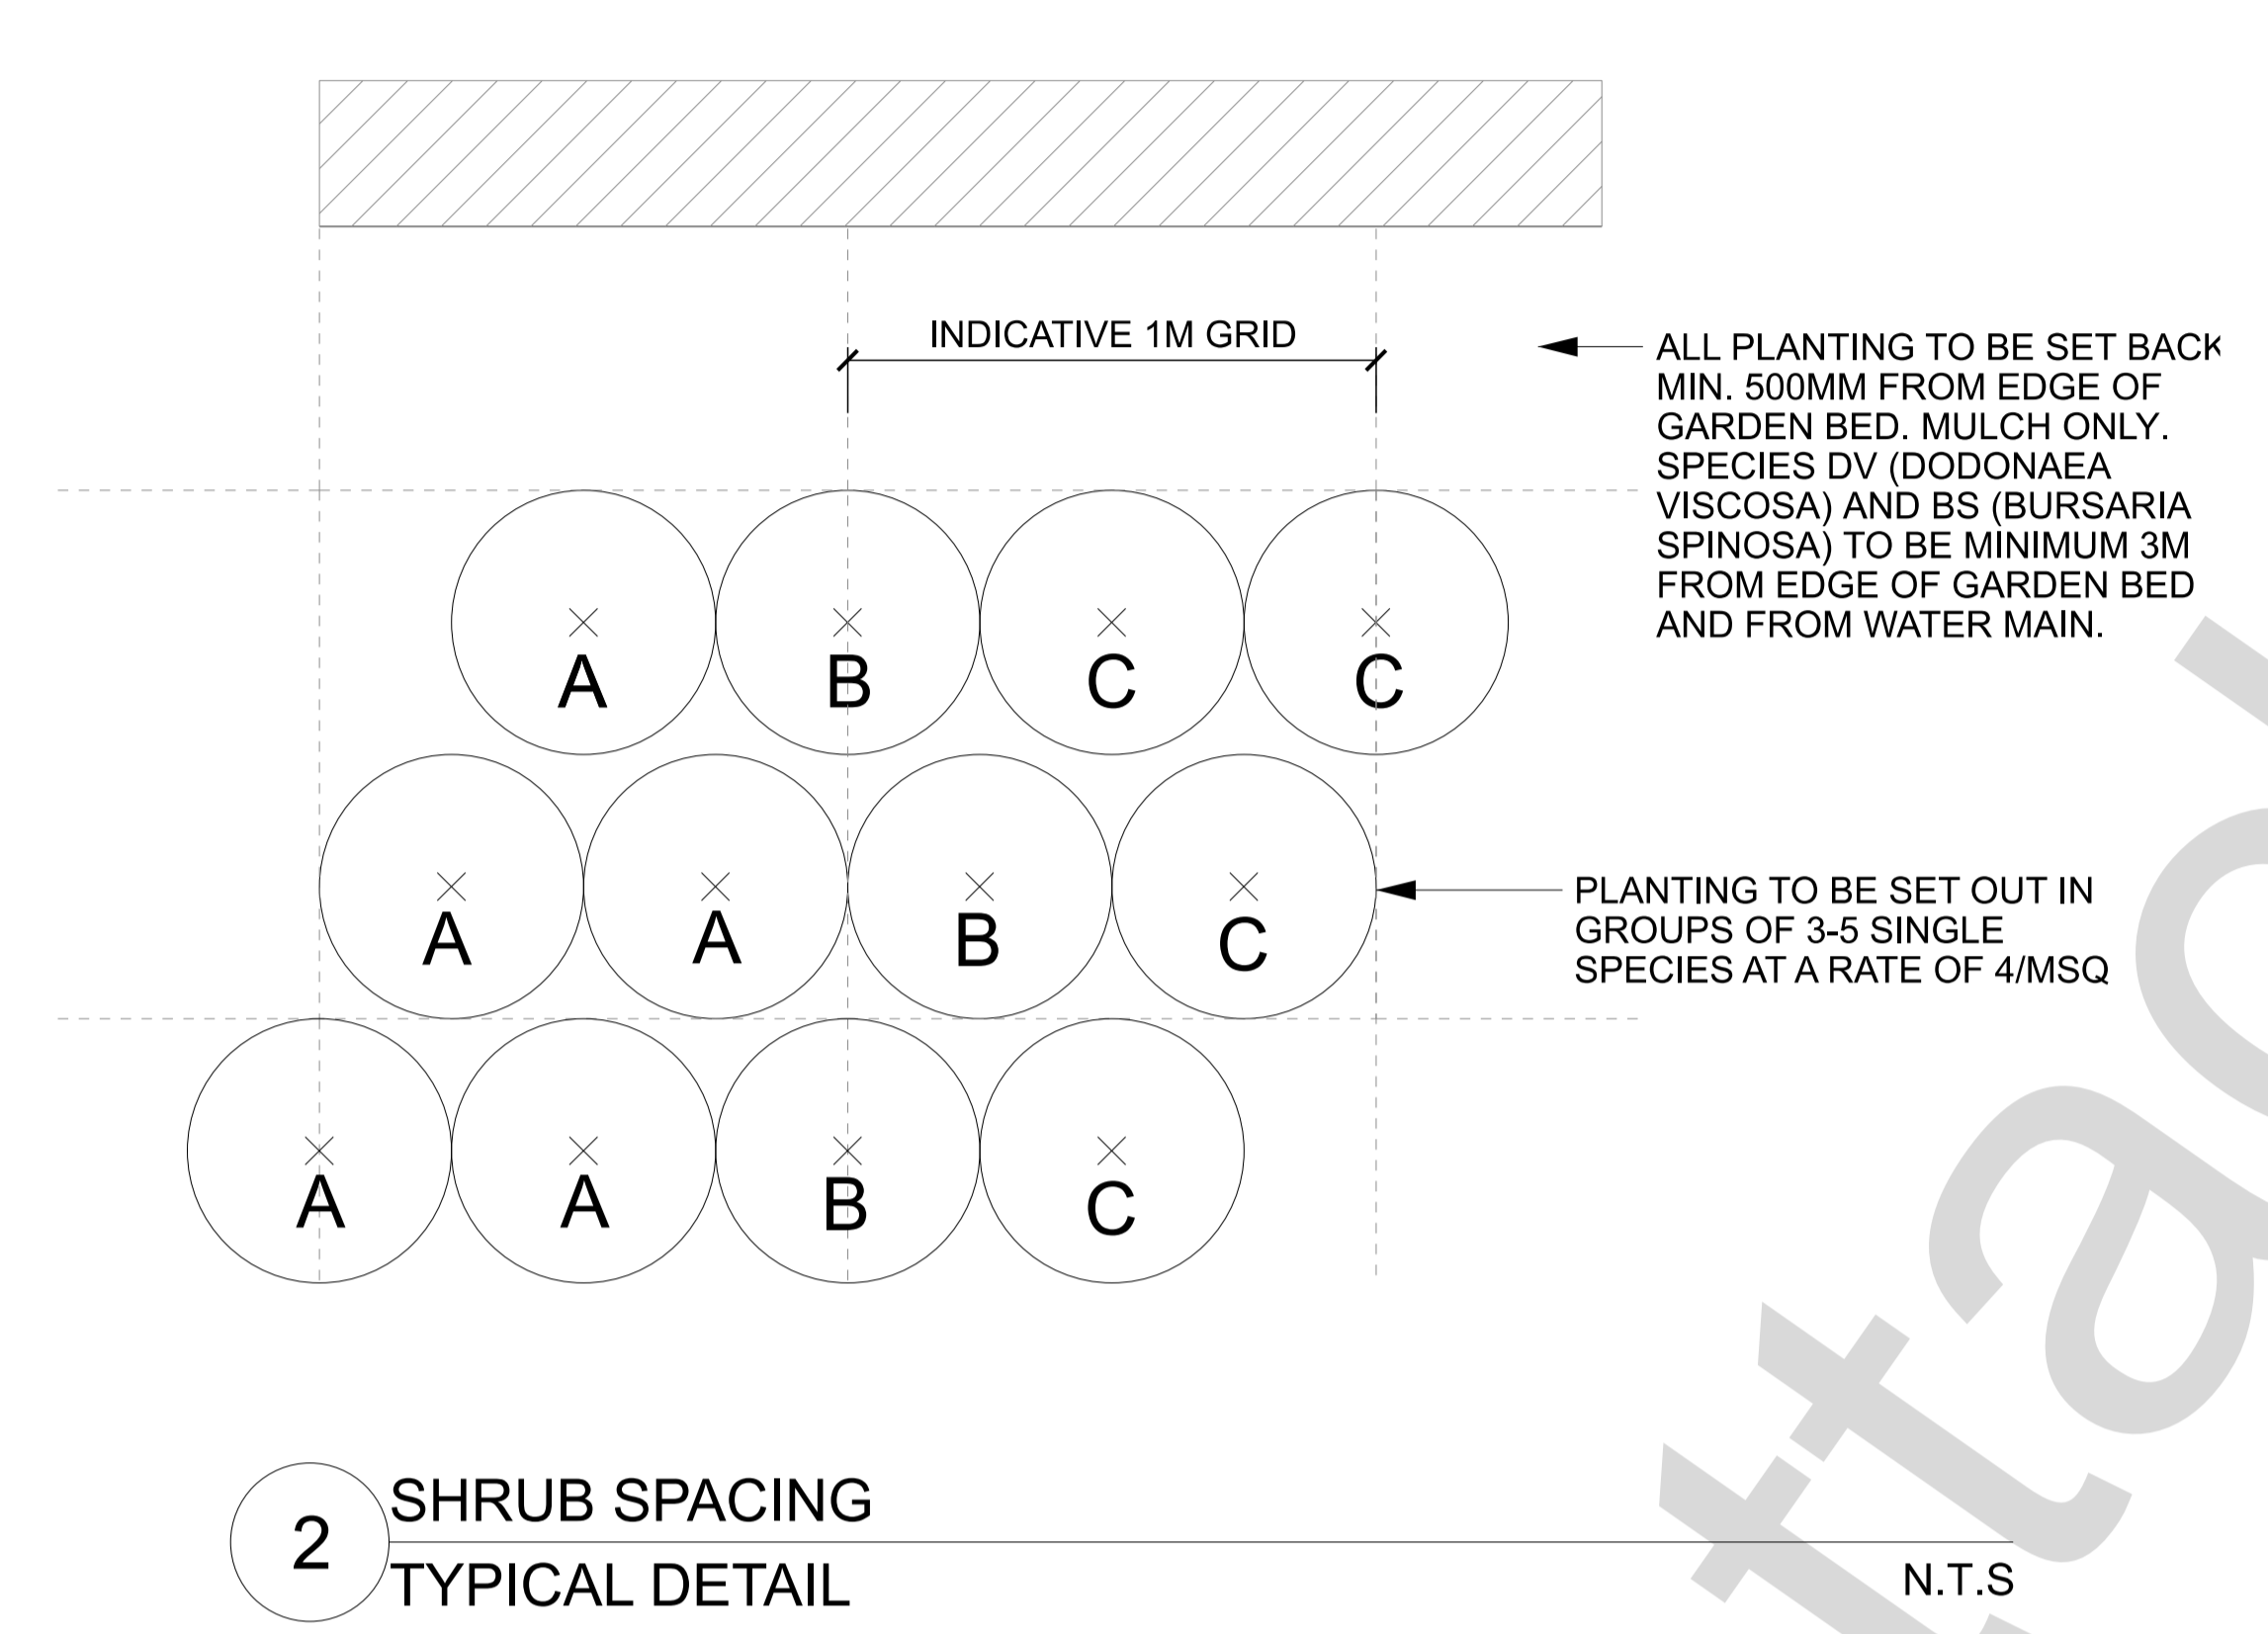 INDICATIVE 1M GRID
ALL PLANTING TO BE SET BACK
MIN. 500MM FROM EDGE OF
GARDEN BED. MULCH ONLY.
SPECIES DV (DODONAEA
VISCOSA) AND BS (BURSARIA
SPINOSA) TO BE MINIMUM 3M
FROM EDGE OF GARDEN BED
AND FROM WATER MAIN.
A B C C
A A B C
PLANTING TO BE SET OUT IN
GROUPS OF 3-5 SINGLE
SPECIES AT A RATE OF 4/MSQ
A A B C
2
SHRUB SPACING
TYPICAL DETAIL
N.T.S